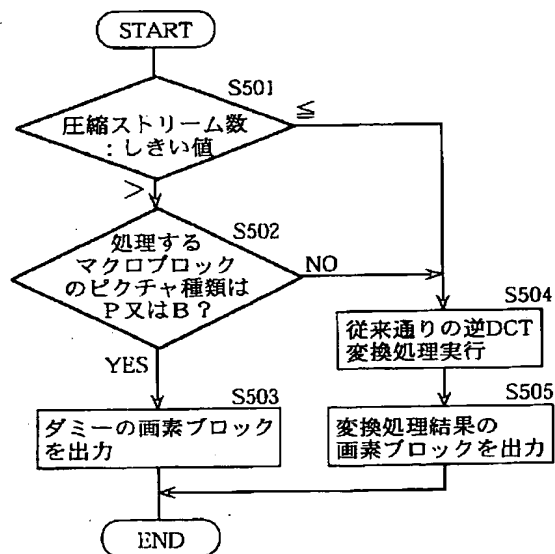 START
S501
圧縮ストリーム数
:しきい値
≦
>
S502
処理する
マクロブロック
のピクチャ種類は
P又はB?
NO
YES
S504
従来通りの逆DCT
変換処理実行
S503
ダミーの画素ブロック
を出力
S505
変換処理結果の
画素ブロックを出力
END